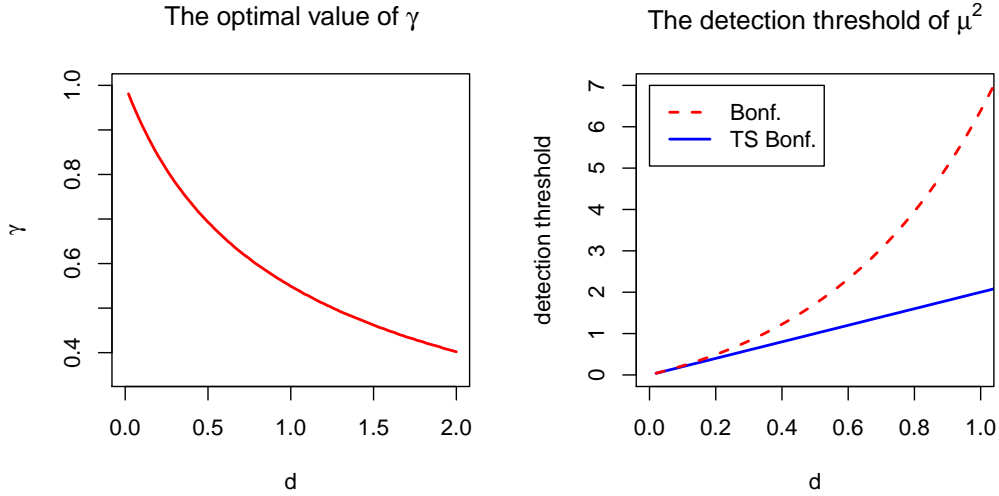 The optimal value of γ
γ
1.0
0.8
0.6
0.4
0.0 0.5 1.0 1.5 2.0
d
The detection threshold of μ²
detection threshold
7
6
5
4
3
2
1
0
Bonf.
TS Bonf.
0.0 0.2 0.4 0.6 0.8 1.0
d